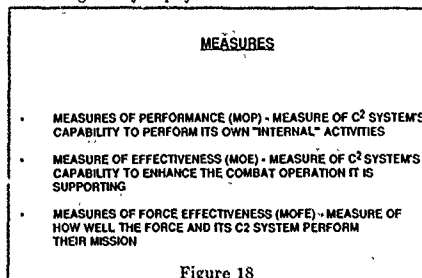 MEASURES
• MEASURES OF PERFORMANCE (MOP) - MEASURE OF C2 SYSTEM'S
CAPABILITY TO PERFORM ITS OWN "INTERNAL" ACTIVITIES
• MEASURE OF EFFECTIVENESS (MOE) - MEASURE OF C2 SYSTEM'S
CAPABILITY TO ENHANCE THE COMBAT OPERATION IT IS
SUPPORTING
• MEASURES OF FORCE EFFECTIVENESS (MOFE) - MEASURE OF
HOW WELL THE FORCE AND ITS C2 SYSTEM PERFORM
THEIR MISSION
Figure 18